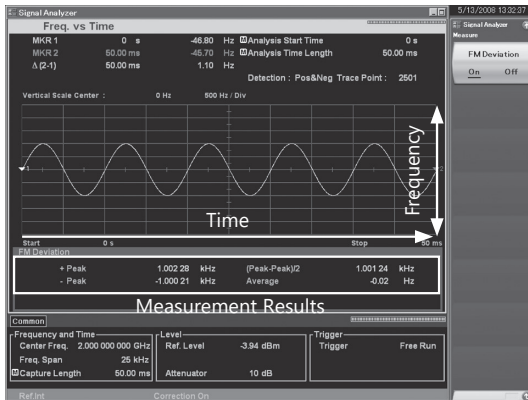 Signal Analyzer
5/13/2008 13:32:37
Freq. vs Time
MKR 1 0 s -46.80 Hz M Analysis Start Time 0 s
MKR 2 50.00 ms -45.70 Hz M Analysis Time Length 50.00 ms
Δ (2-1) 50.00 ms 1.10 Hz
Detection : Pos&Neg Trace Point : 2501
Vertical Scale Center : 0 Hz 500 Hz / Div
1
2
Frequency
Time
Start 0 s Stop 50 ms
FM Deviation
+ Peak 1.002 28 kHz (Peak-Peak)/2 1.001 24 kHz
- Peak -1.000 21 kHz Average -0.02 Hz
Measurement Results
Common
Frequency and Time
Center Freq. 2.000 000 000 GHz
Freq. Span 25 kHz
M Capture Length 50.00 ms
Level
Ref. Level -3.94 dBm
Attenuator 10 dB
Trigger
Trigger Free Run
Ref.Int Correction On
Signal Analyzer
Measure
FM Deviation
On Off